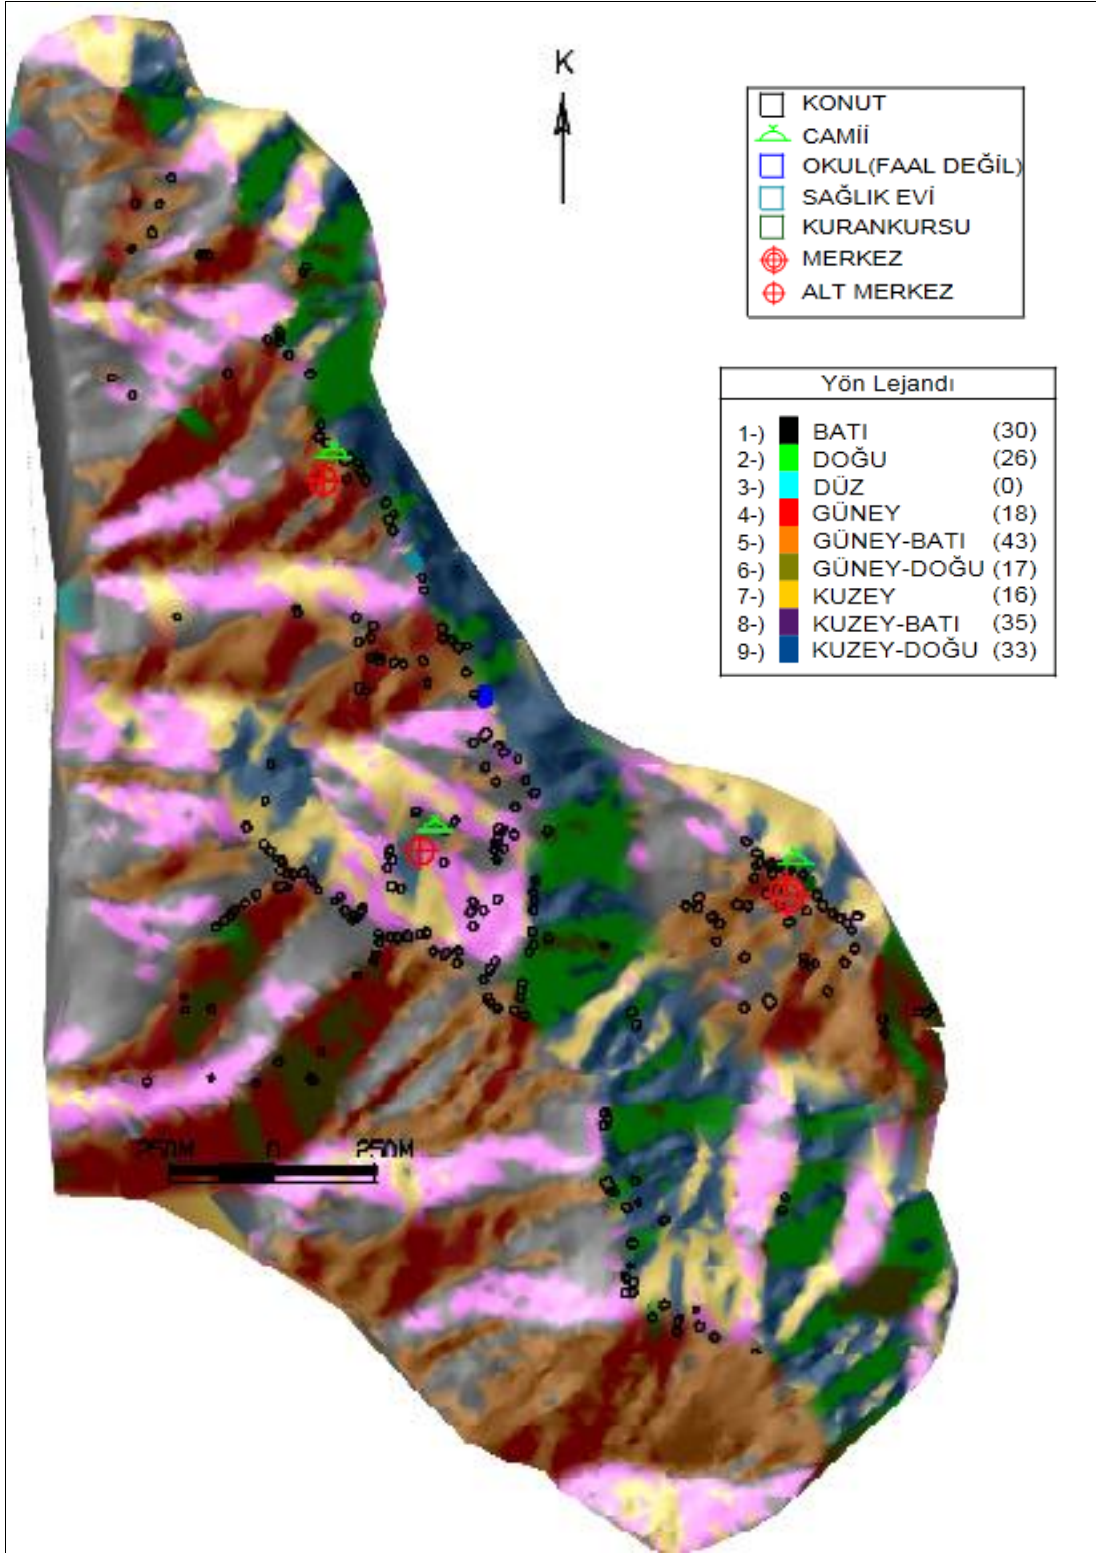 K
KONUT
CAMİİ
OKUL(FAAL DEĞİL)
SAĞLIK EVİ
KURANKURSU
MERKEZ
ALT MERKEZ
Yön Lejandı
1-) BATI (30)
2-) DOĞU (26)
3-) DÜZ (0)
4-) GÜNEY (18)
5-) GÜNEY-BATI (43)
6-) GÜNEY-DOĞU (17)
7-) KUZEY (16)
8-) KUZEY-BATI (35)
9-) KUZEY-DOĞU (33)
250M 0 250M